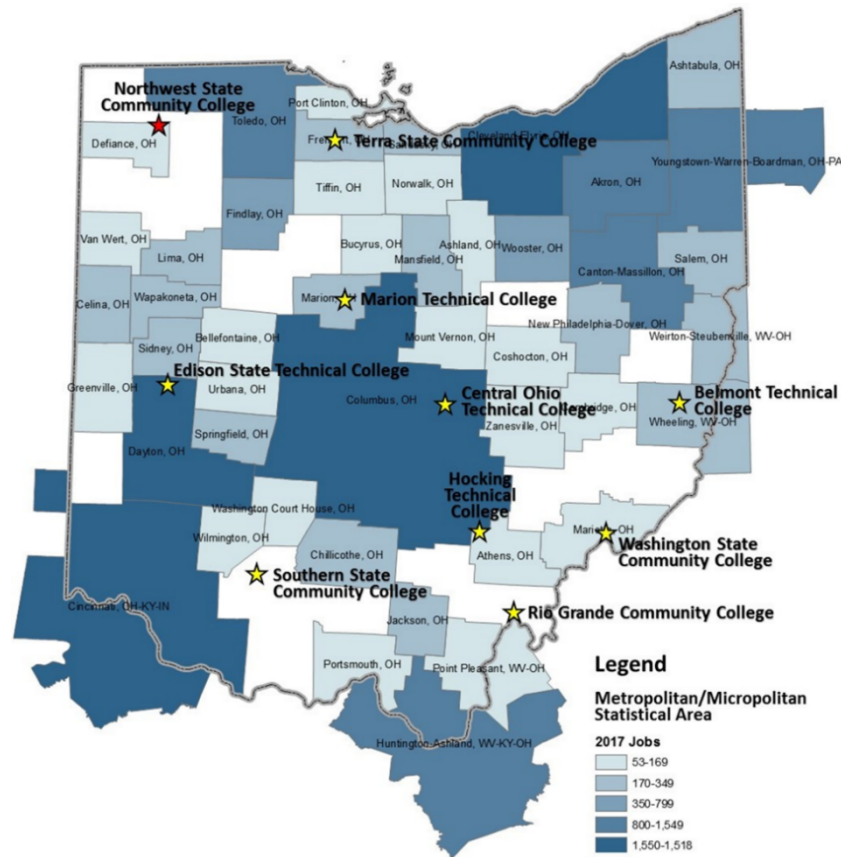 Ashtabula, OH
Northwest State
Community College
Port Clinton, OH
Toledo, OH
Cleveland-Elyria, OH
Terra State Community College
Defiance, OH
Youngstown-Warren-Boardman, OH-PA
Akron, OH
Tiffin, OH
Norwalk, OH
Findlay, OH
Van Wert, OH
Bucyrus, OH
Ashland, OH
Wooster, OH
Lima, OH
Mansfield, OH
Salem, OH
Canton-Massillon, OH
Celina, OH
Wapakoneta, OH
Marion Technical College
New Philadelphia-Dover, OH
Weirton-Steubenville, WV-OH
Bellefontaine, OH
Mount Vernon, OH
Sidney, OH
Coshocton, OH
Edison State Technical College
Greenville, OH
Urbana, OH
Columbus, OH
Central Ohio
Technical College
Belmont Technical
College
Wheeling, WV-OH
Springfield, OH
Zanesville, OH
Dayton, OH
Hocking
Technical
College
Washington Court House, OH
Wilmington, OH
Chillicothe, OH
Athens, OH
Washington State
Community College
Southern State
Community College
Cincinnati, OH-KY-IN
Rio Grande Community College
Jackson, OH
Portsmouth, OH
Point Pleasant, WV-OH
Huntington-Ashland, WV-KY-OH
Legend
Metropolitan/Micropolitan
Statistical Area
2017 Jobs
53-169
170-349
350-799
800-1,549
1,550-1,518